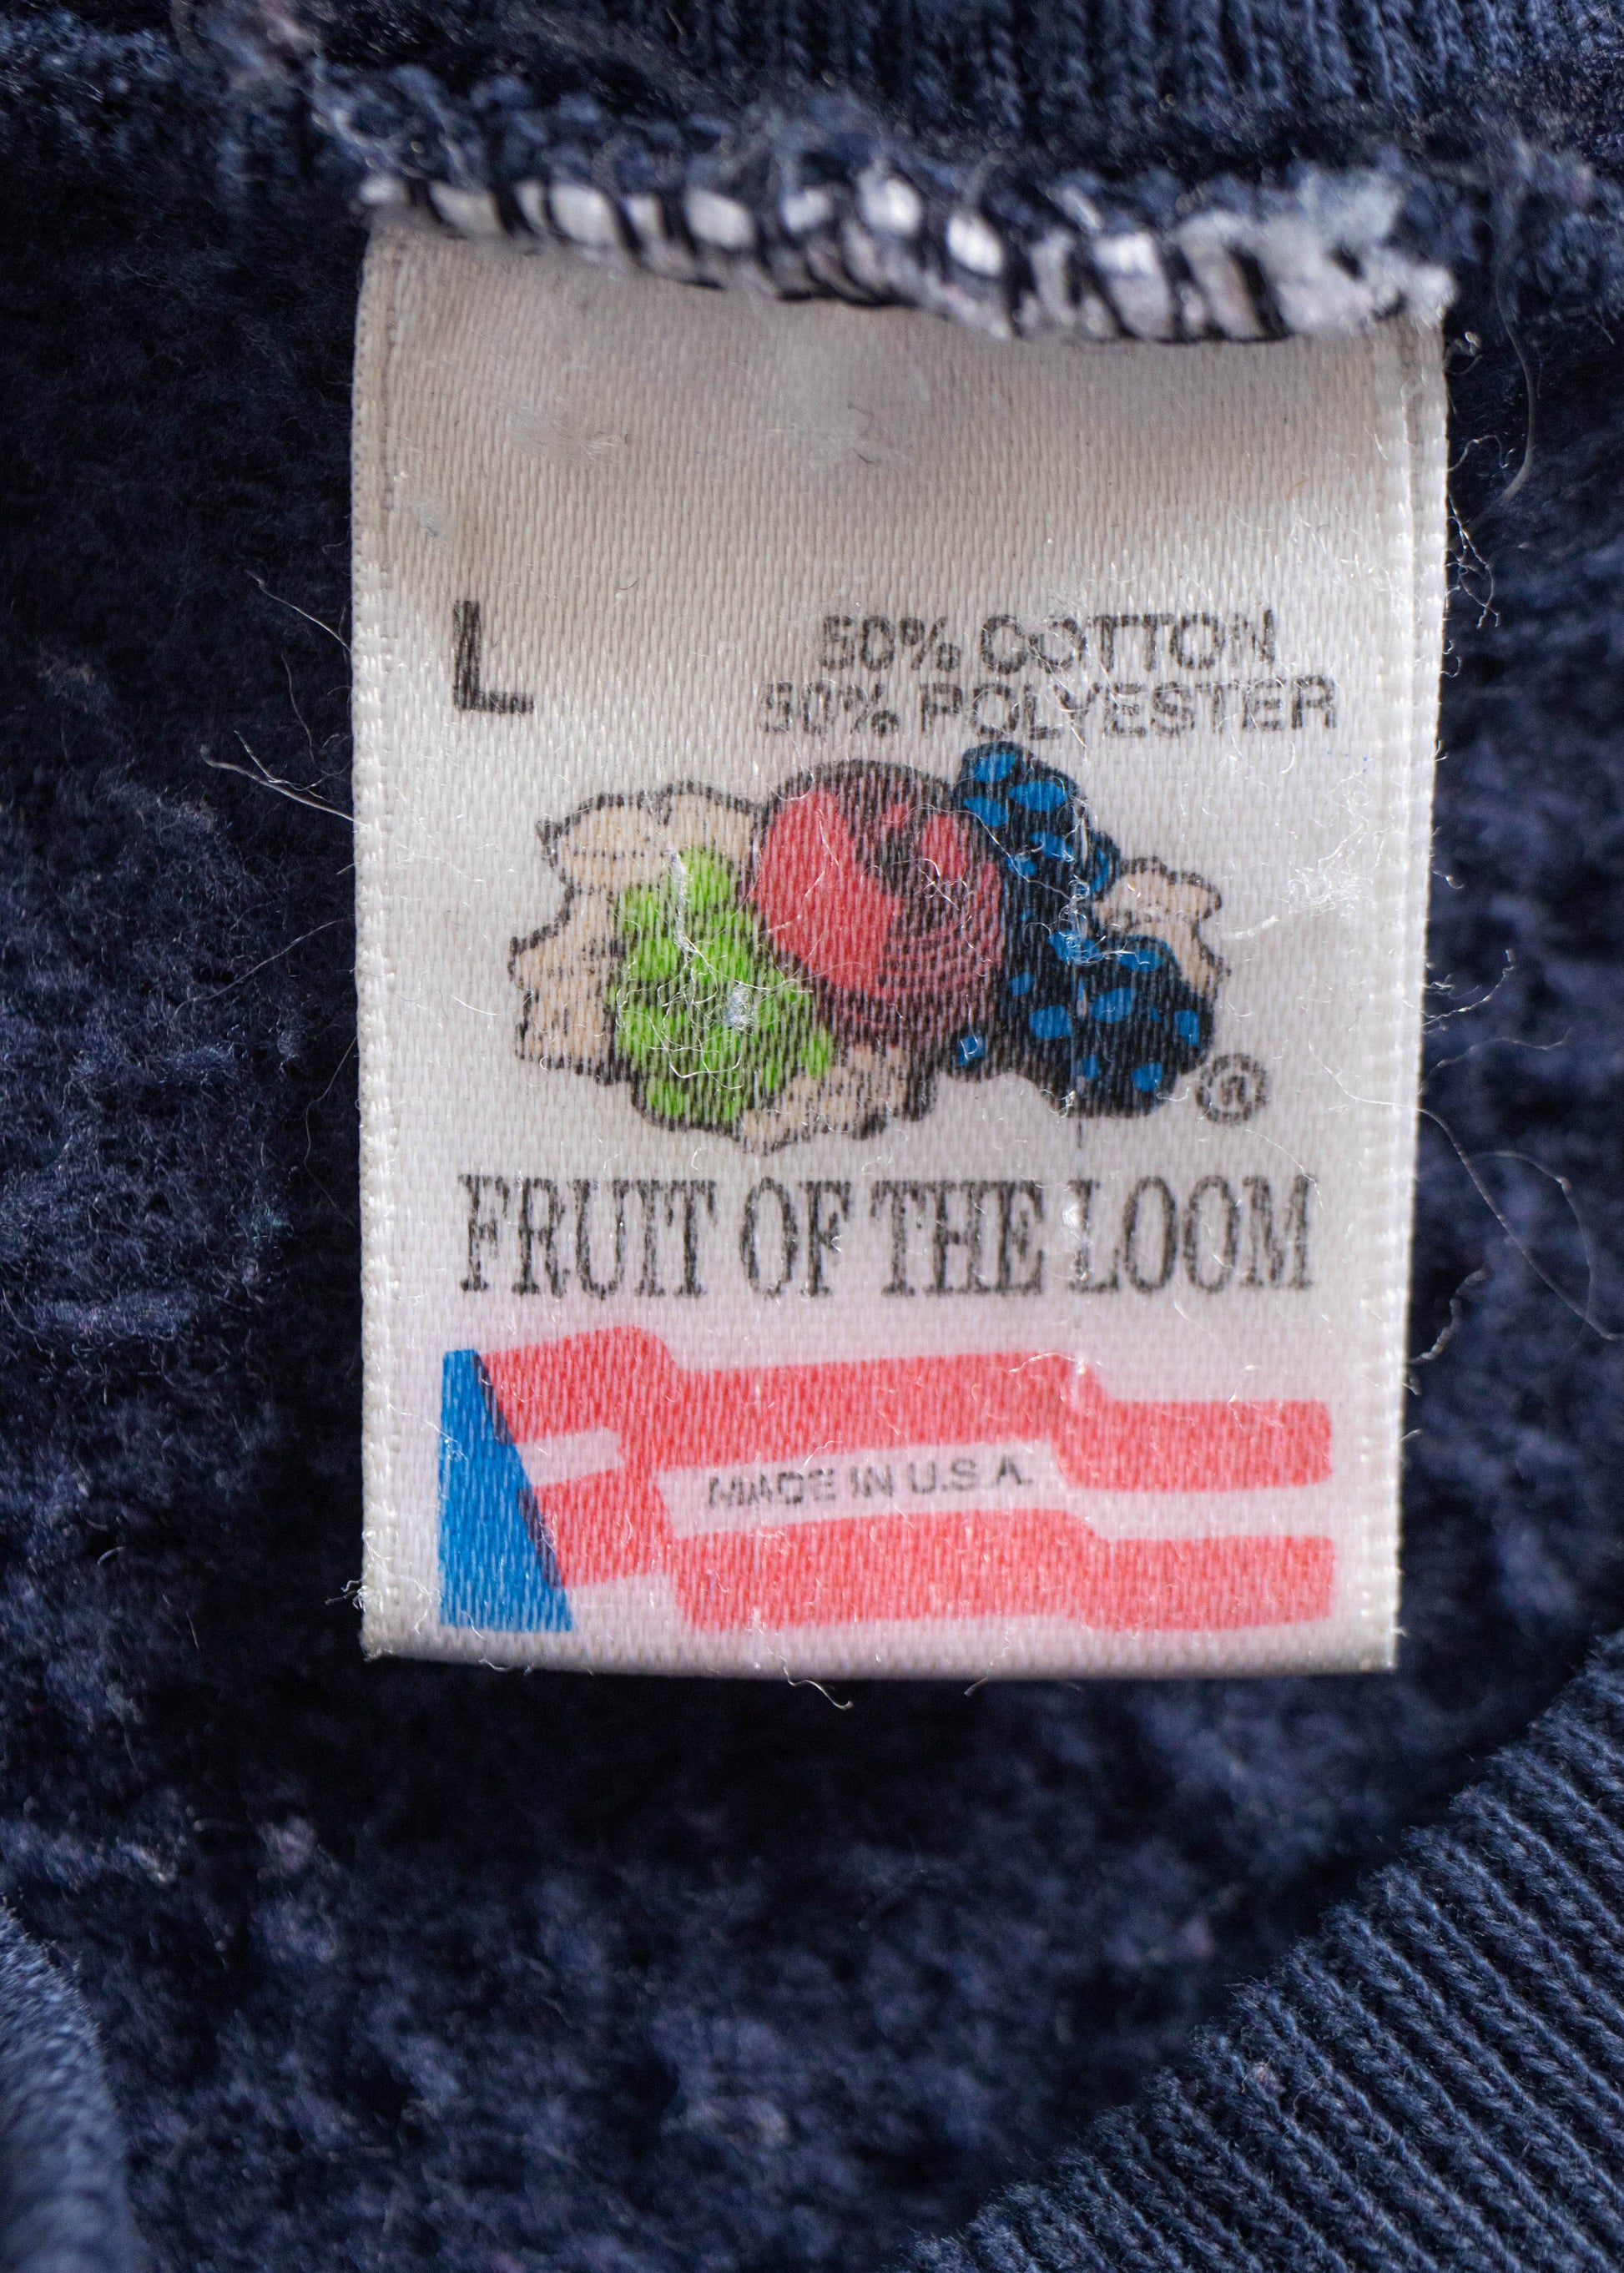 L
50% COTTON
50% POLYESTER
®
FRUIT OF THE LOOM
MADE IN U.S.A.